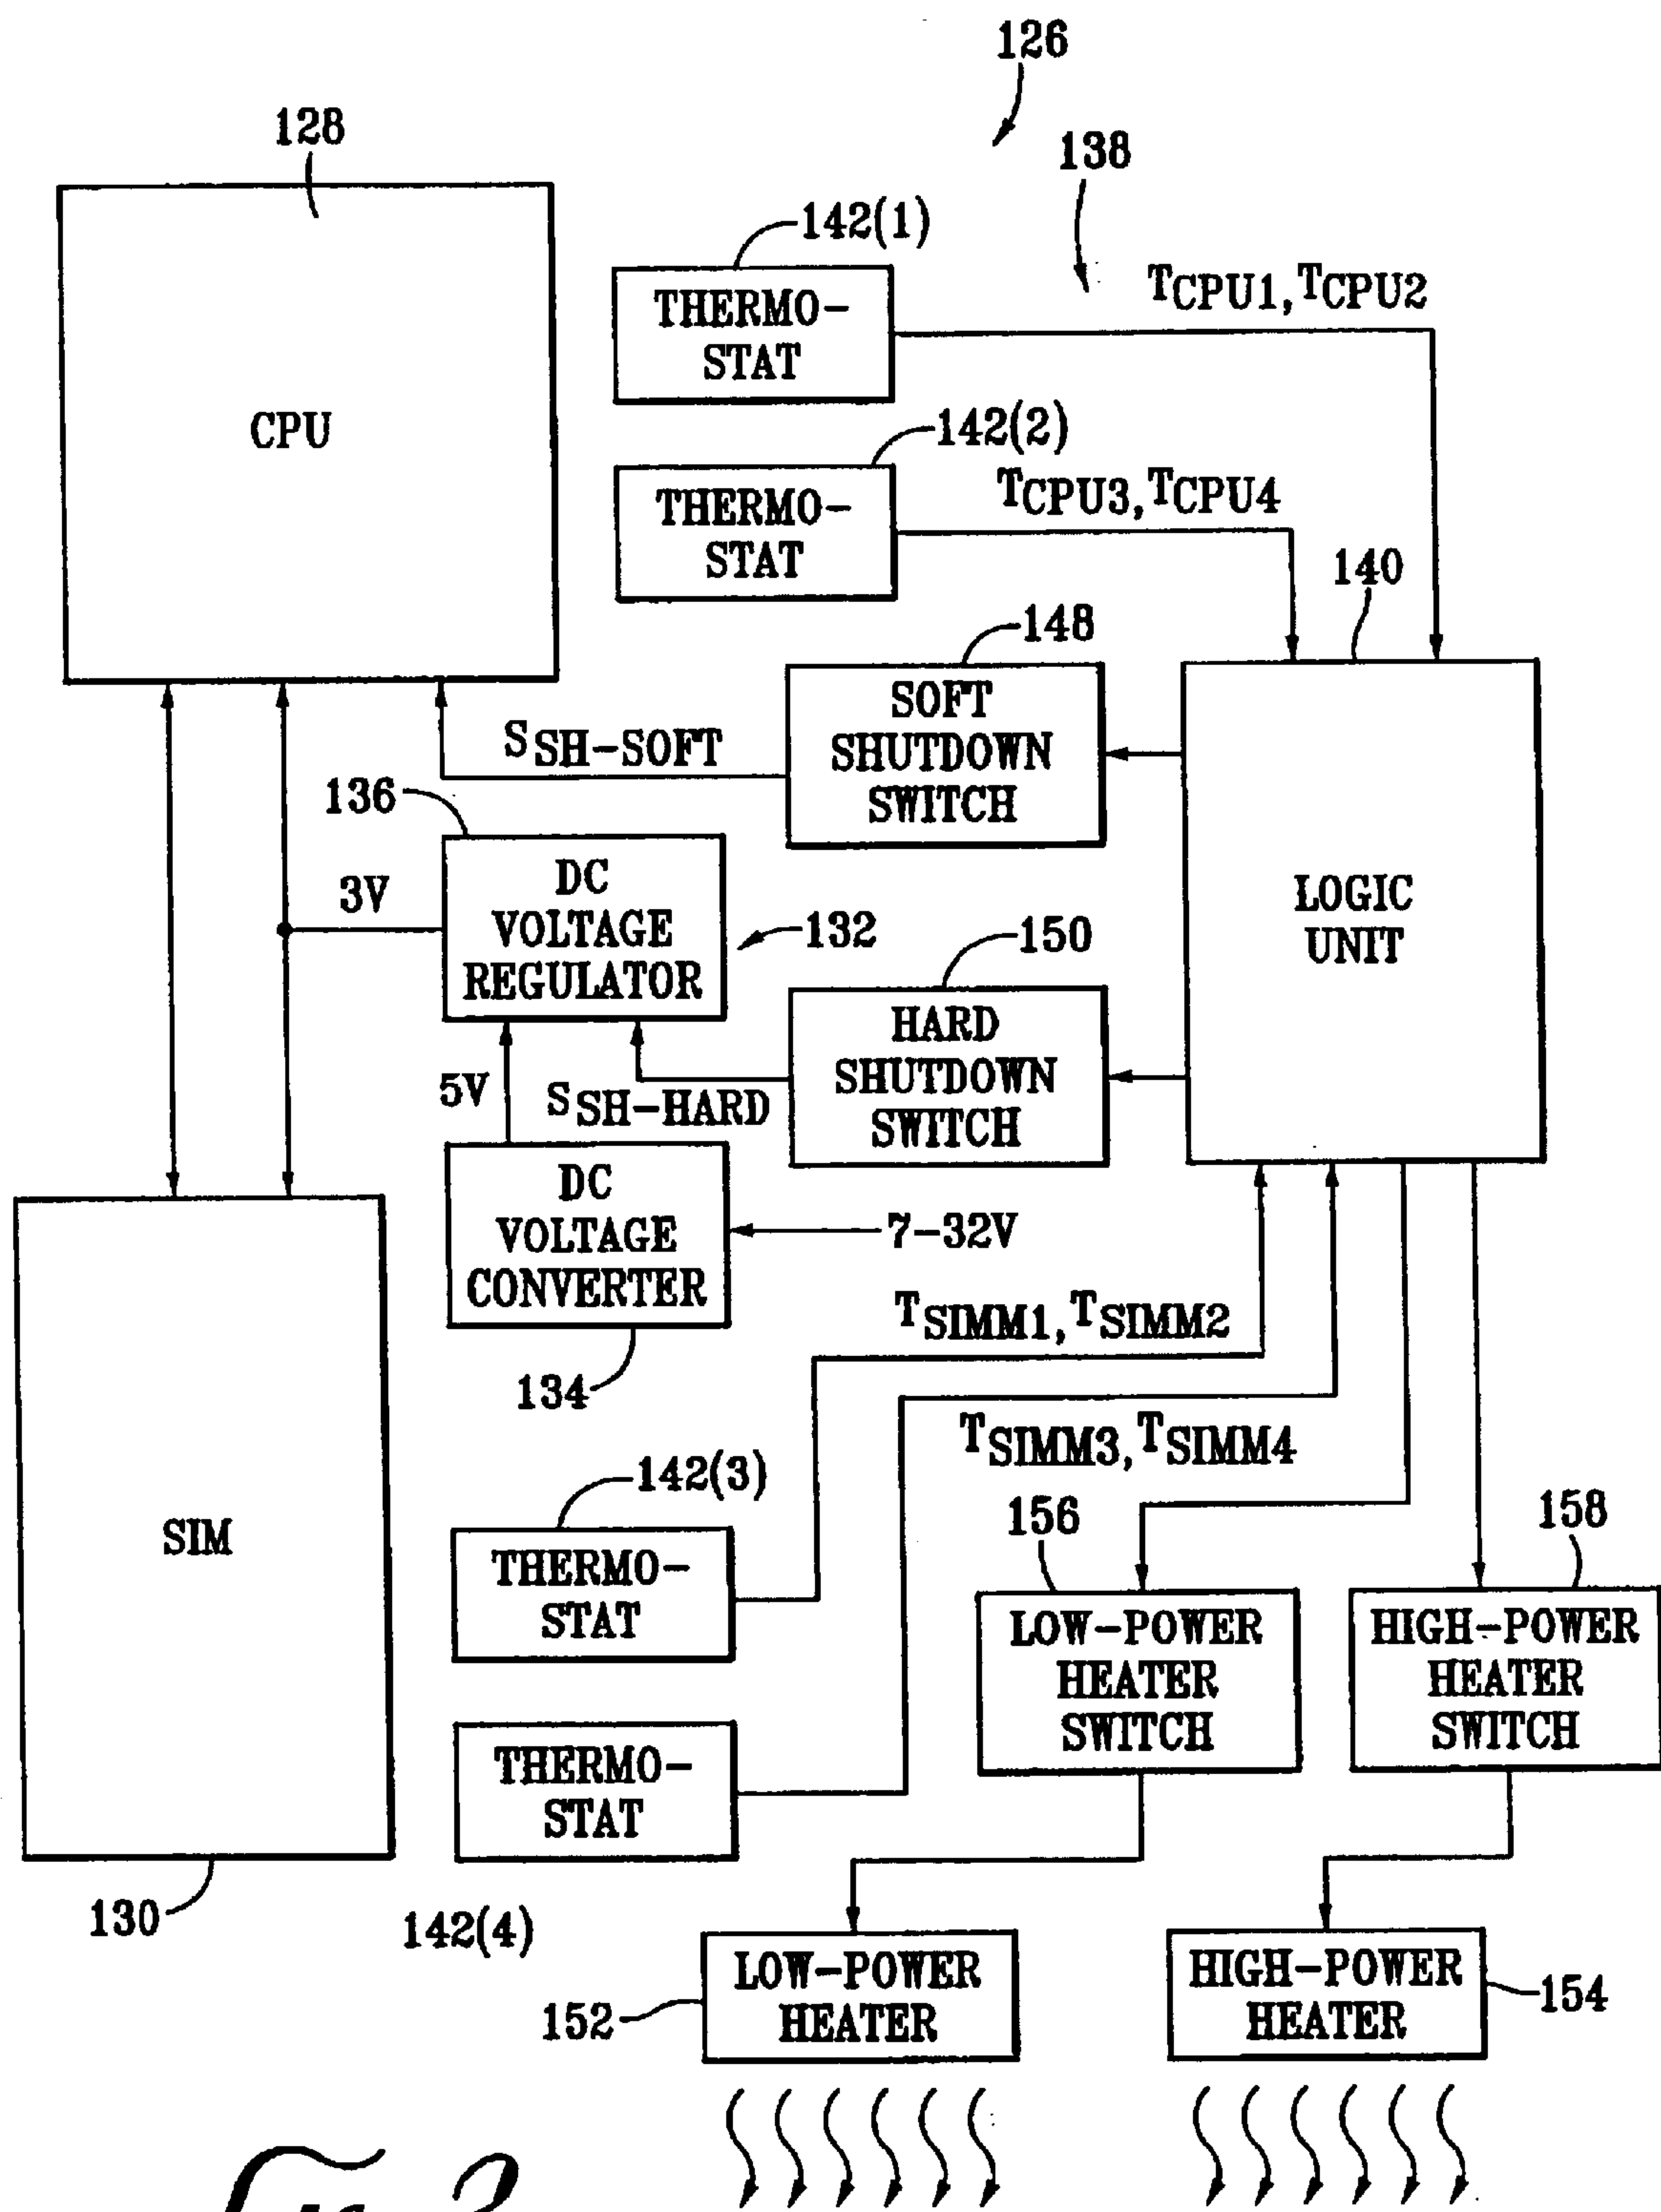 126
128
138
142(1)
THERMO-
STAT
TCPU1, TCPU2
CPU
142(2)
THERMO-
STAT
TCPU3, TCPU4
140
148
SOFT
SHUTDOWN
SWITCH
SSH-SOFT
136
DC
VOLTAGE
REGULATOR
3V
132
LOGIC
UNIT
150
HARD
SHUTDOWN
SWITCH
5V
SSH-HARD
DC
VOLTAGE
CONVERTER
7-32V
134
TSIMM1, TSIMM2
TSIMM3, TSIMM4
142(3)
THERMO-
STAT
SIM
156
158
LOW-POWER
HEATER
SWITCH
HIGH-POWER
HEATER
SWITCH
THERMO-
STAT
130
142(4)
LOW-POWER
HEATER
152
HIGH-POWER
HEATER
154